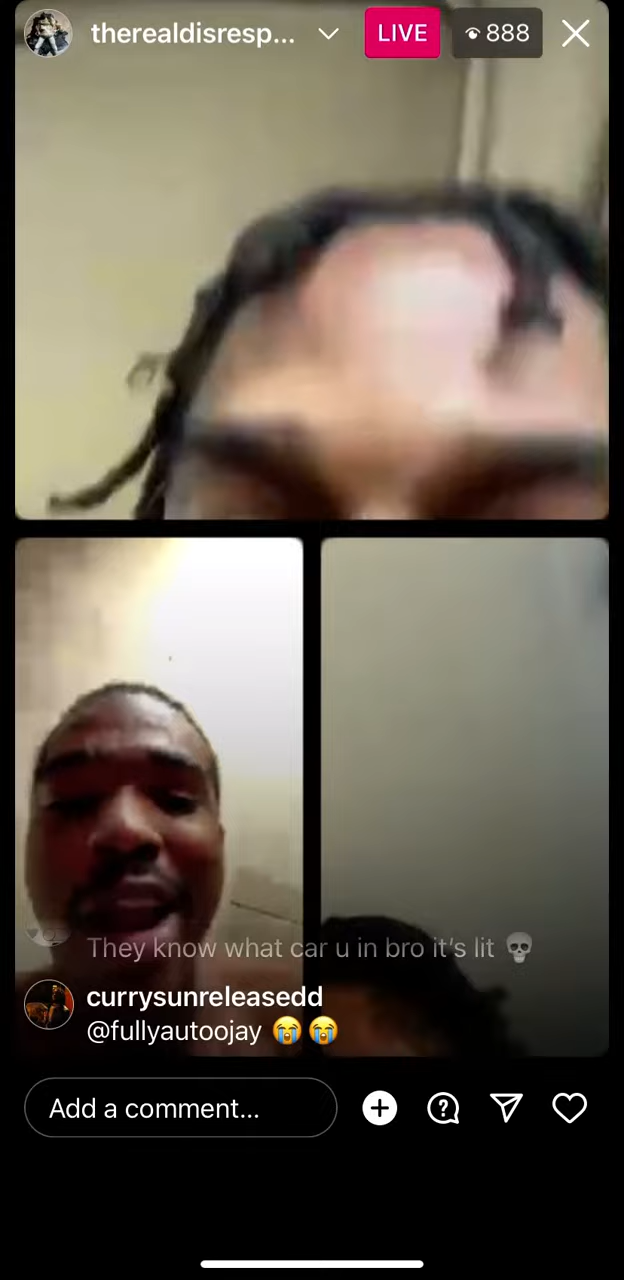 therealdisresp...
LIVE
888
They know what car u in bro it's lit 💀
currysunreleasedd
@fullyautoojay 😭😭
Add a comment...